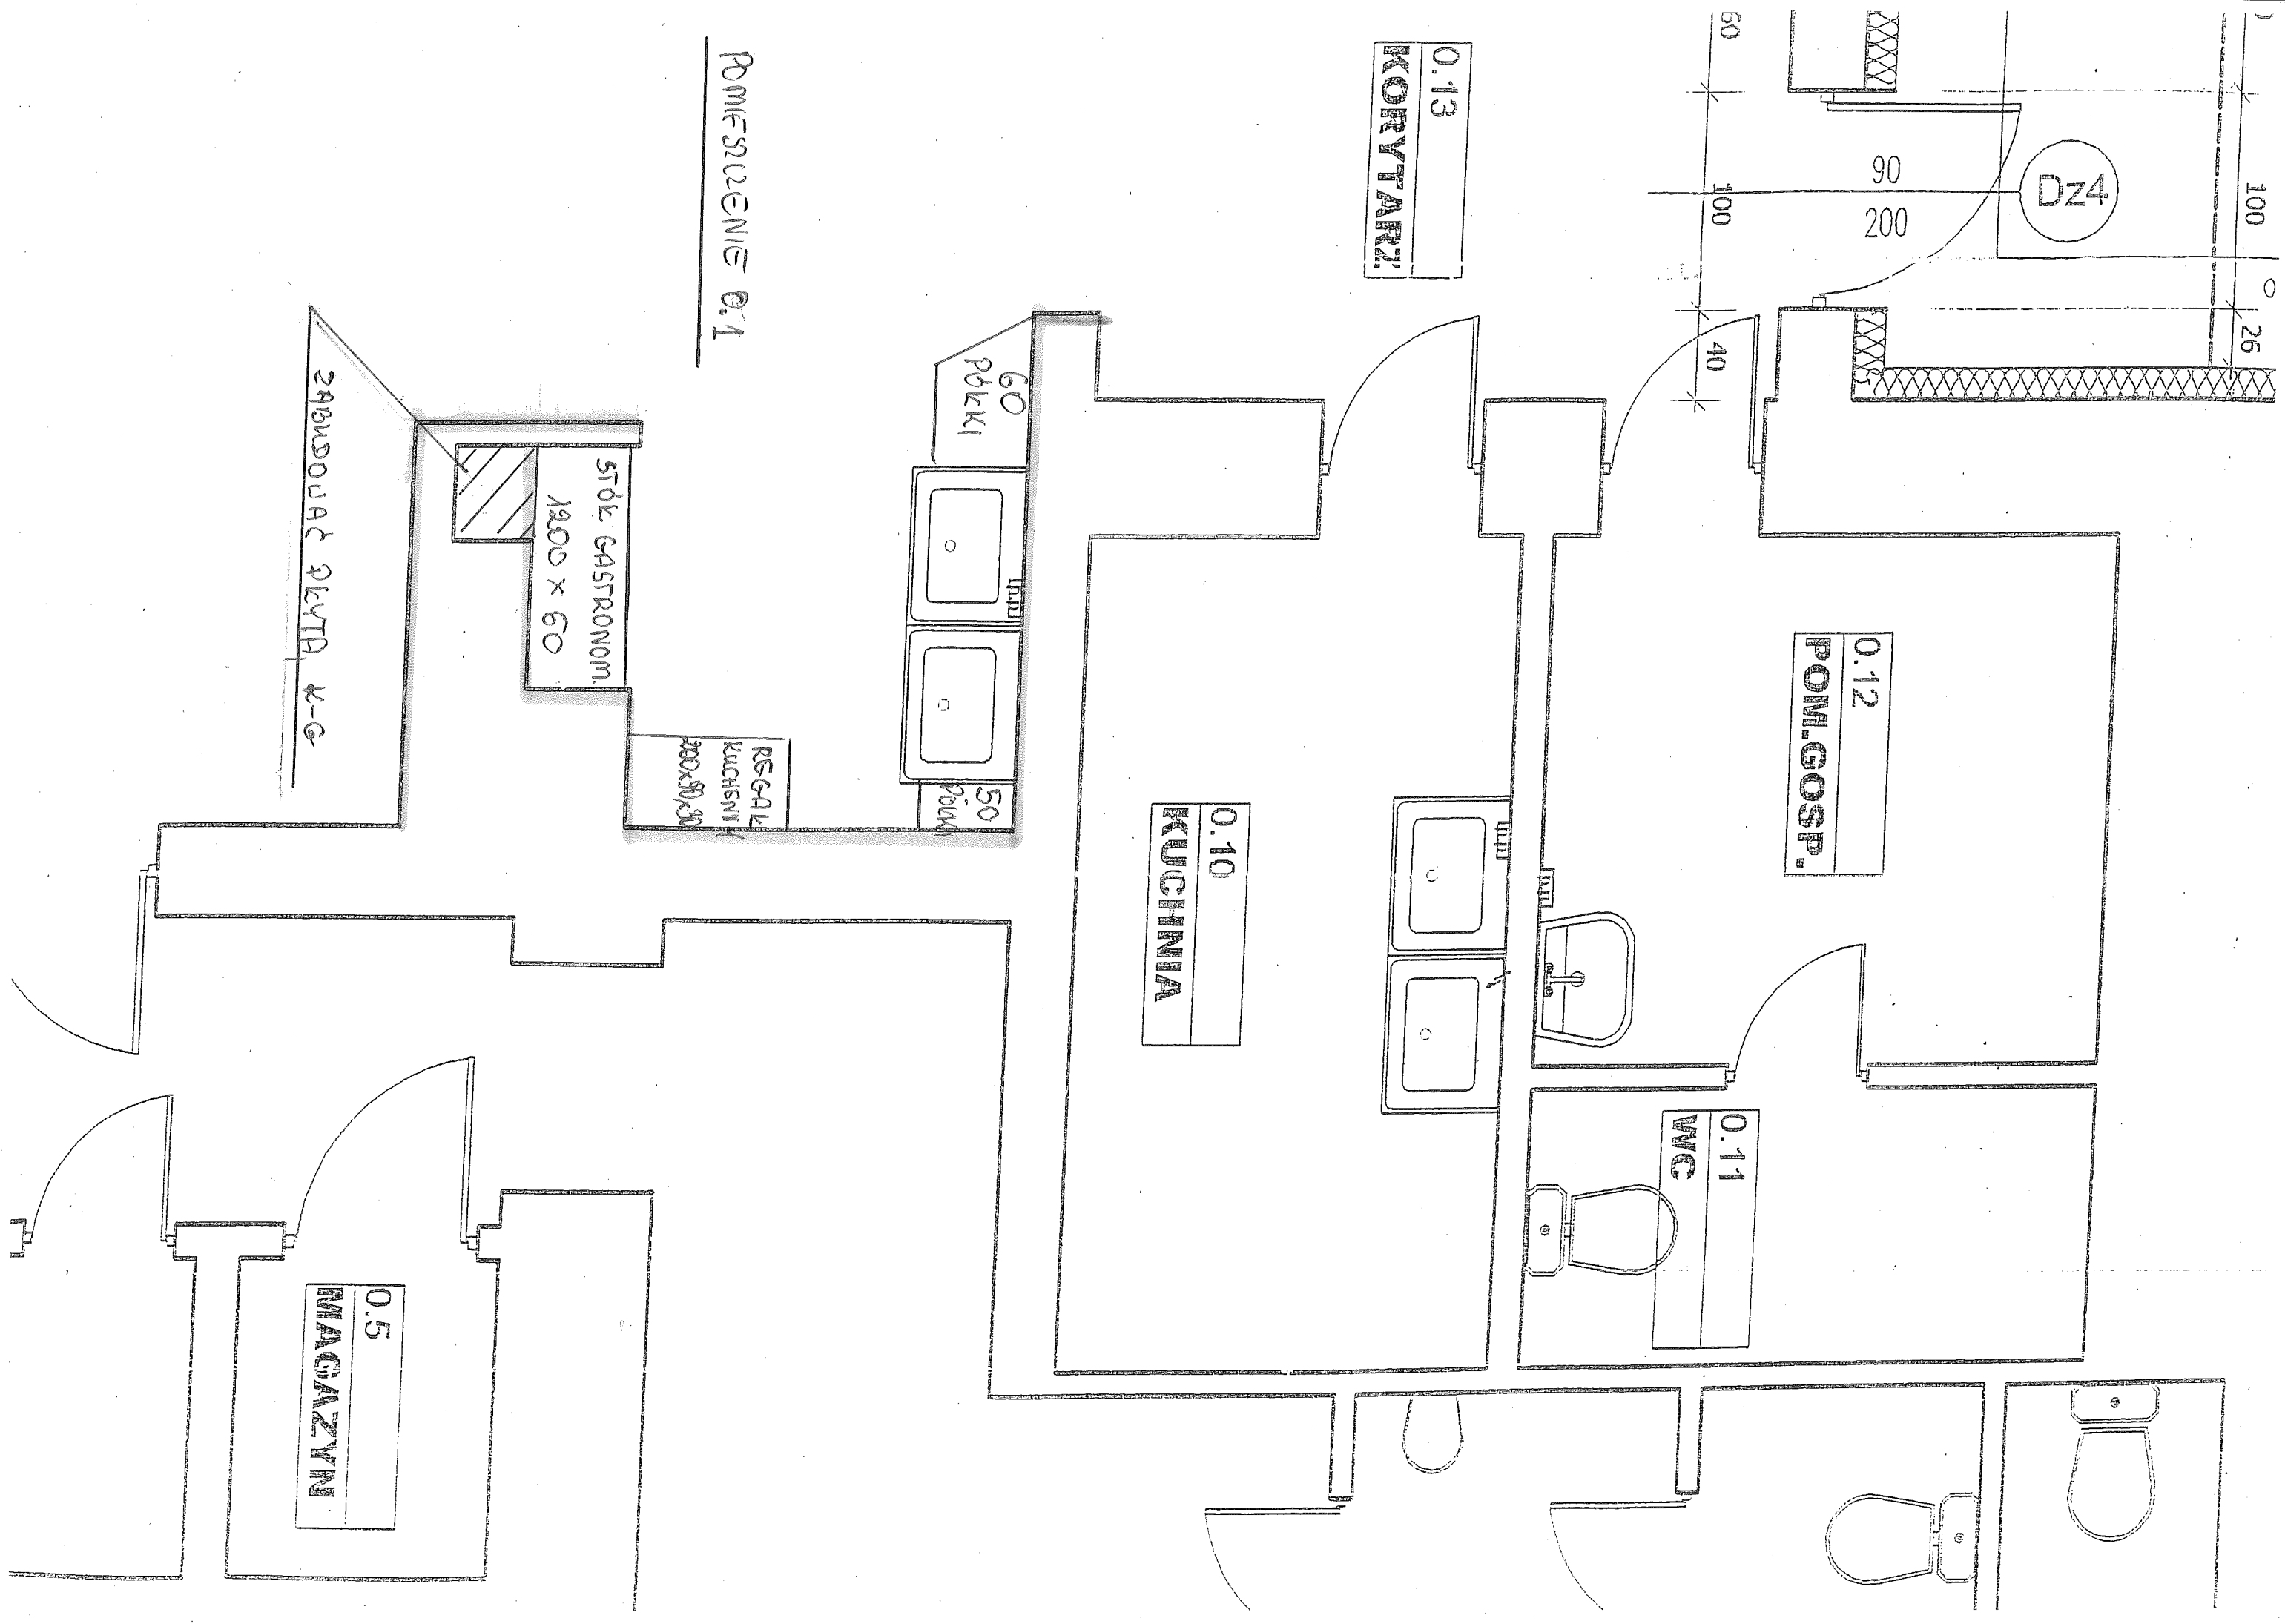 POMIESZCZENIE 0.1
0.13
KORYTARZ
60
100
40
90
200
Dz4
100
26
60
PÓŁKI
STÓŁ GASTRONOM.
1200 x 60
ZABUDOWAĆ PŁYTA K-G
REGAŁ
KUCHENNY
200x90x30
50
PÓŁKI
n.p.
0.10
KUCHNIA
n.p.
0.12
POM.GOSP.
n.p.
0.11
WC
0.5
MAGAZYN